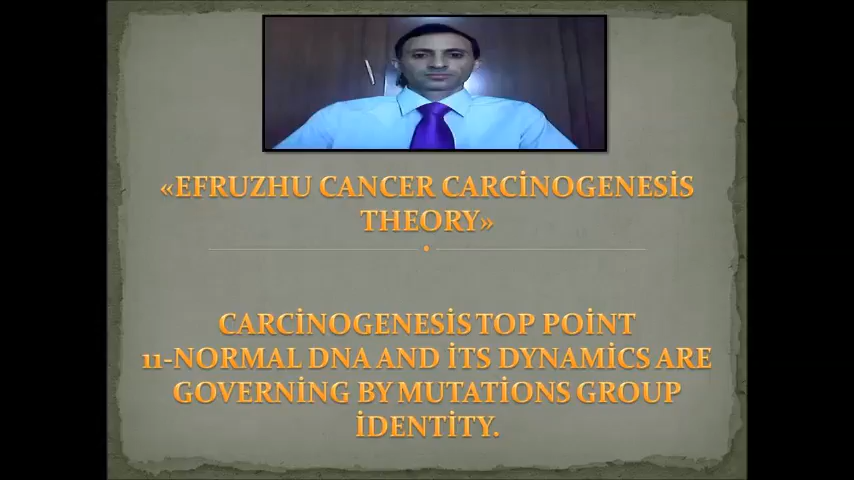 «EFRUZHU CANCER CARCİNOGENESİS
THEORY»
CARCİNOGENESİS TOP POİNT
11-NORMAL DNA AND İTS DYNAMİCS ARE
GOVERNİNG BY MUTATİONS GROUP
İDENTİTY.